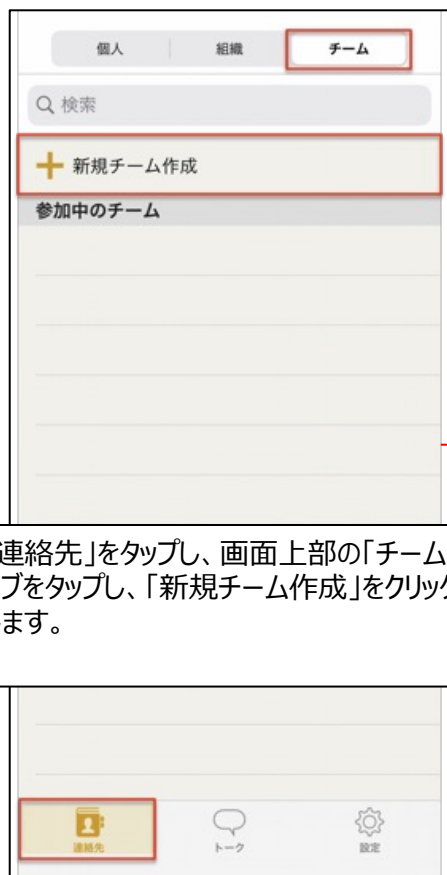 個人 組織 チーム
検索
新規チーム作成
参加中のチーム
連絡先」をタップし、画面上部の「チーム
ブをタップし、「新規チーム作成」をクリック
ます。
連絡先 トーク 設定